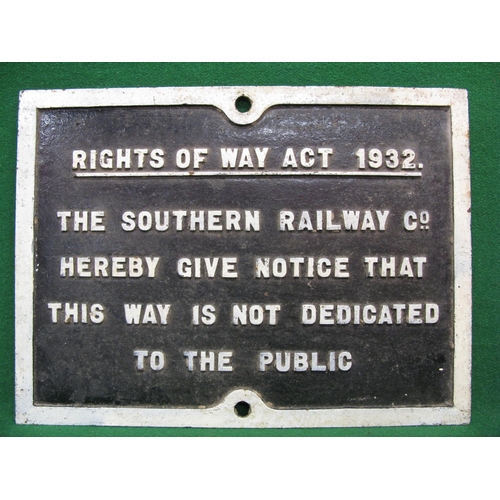 RIGHTS OF WAY ACT 1932.
THE SOUTHERN RAILWAY Cº
HEREBY GIVE NOTICE THAT
THIS WAY IS NOT DEDICATED
TO THE PUBLIC